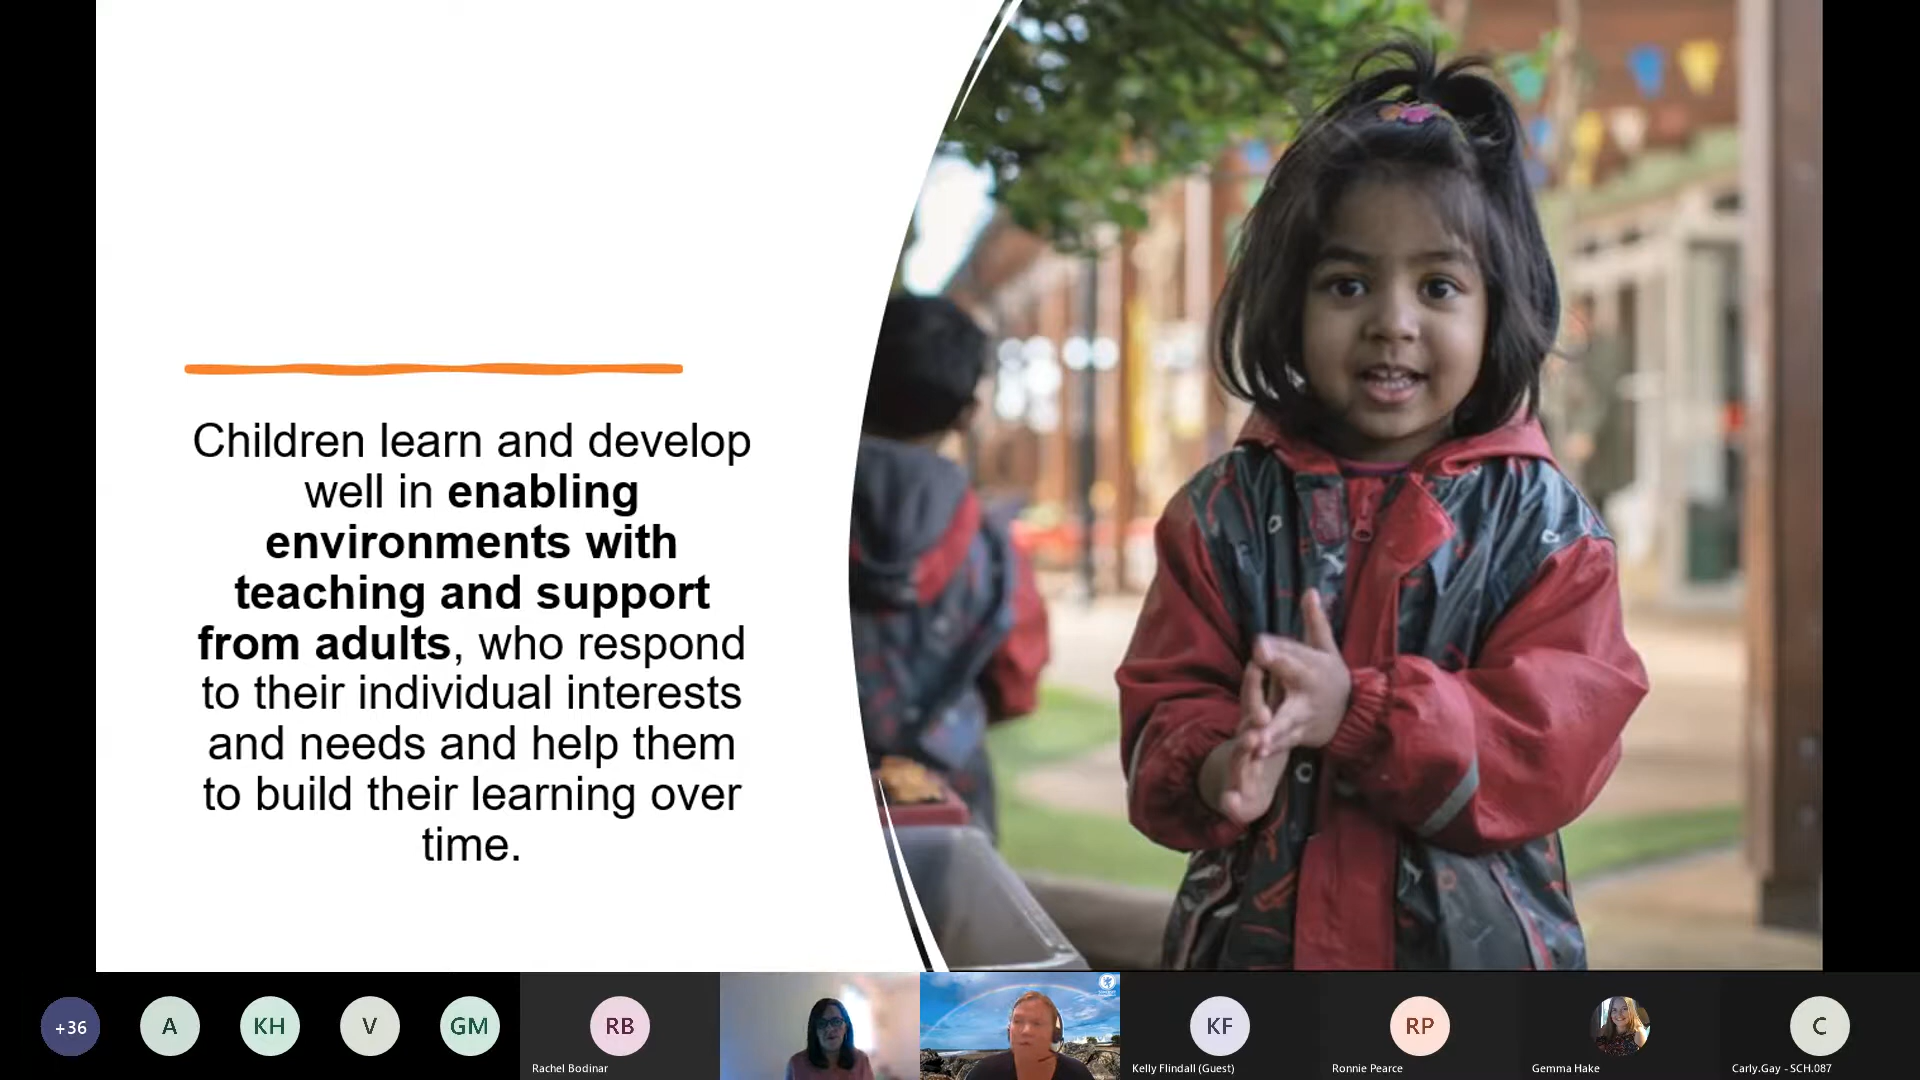 Children learn and develop
well in enabling
environments with
teaching and support
from adults, who respond
to their individual interests
and needs and help them
to build their learning over
time.
+36
A
KH
V
GM
RB
KF
RP
C
Rachel Bodinar
Kelly Flindall (Guest)
Ronnie Pearce
Gemma Hake
Carly.Gay - SCH.087